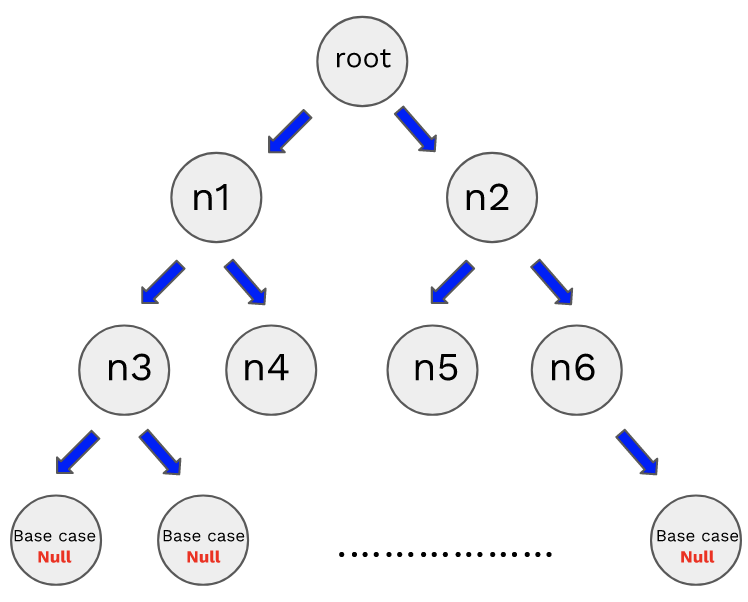 root
n1
n2
n3
n4
n5
n6
Base case
Null
Base case
Null
....................
Base case
Null